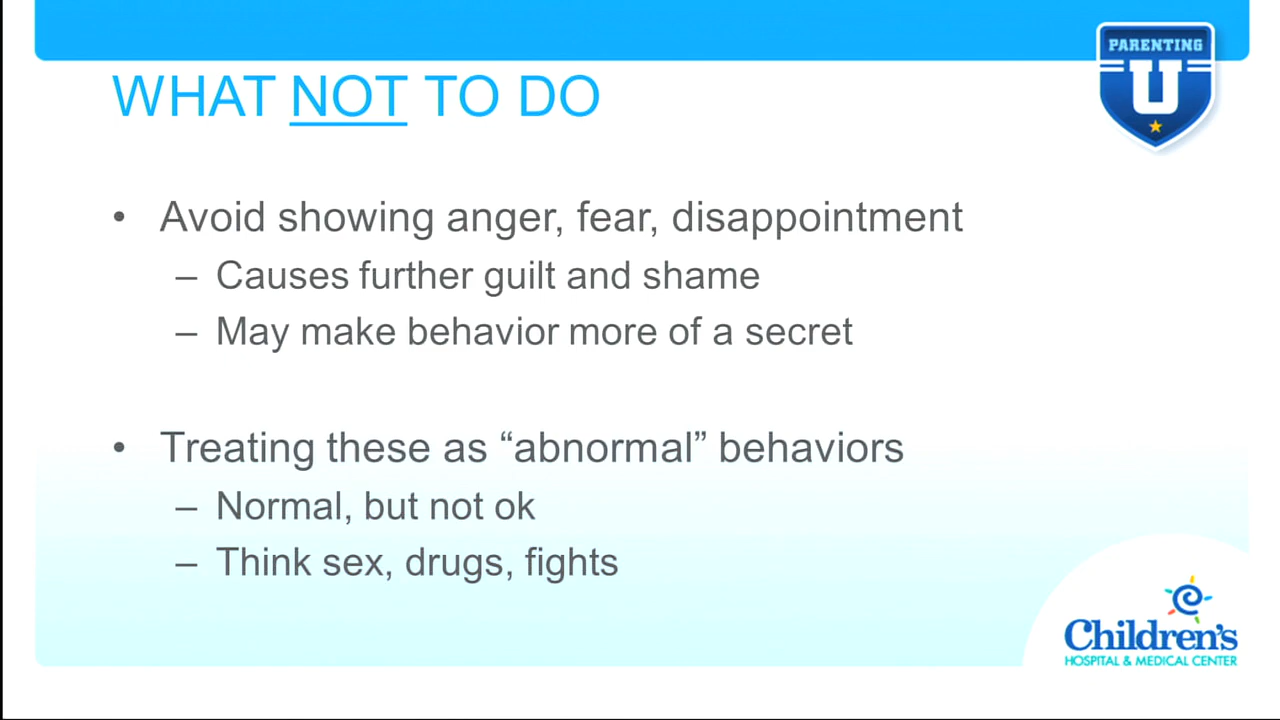 PARENTING
U
WHAT NOT TO DO
• Avoid showing anger, fear, disappointment
– Causes further guilt and shame
– May make behavior more of a secret
• Treating these as “abnormal” behaviors
– Normal, but not ok
– Think sex, drugs, fights
Children's
HOSPITAL & MEDICAL CENTER